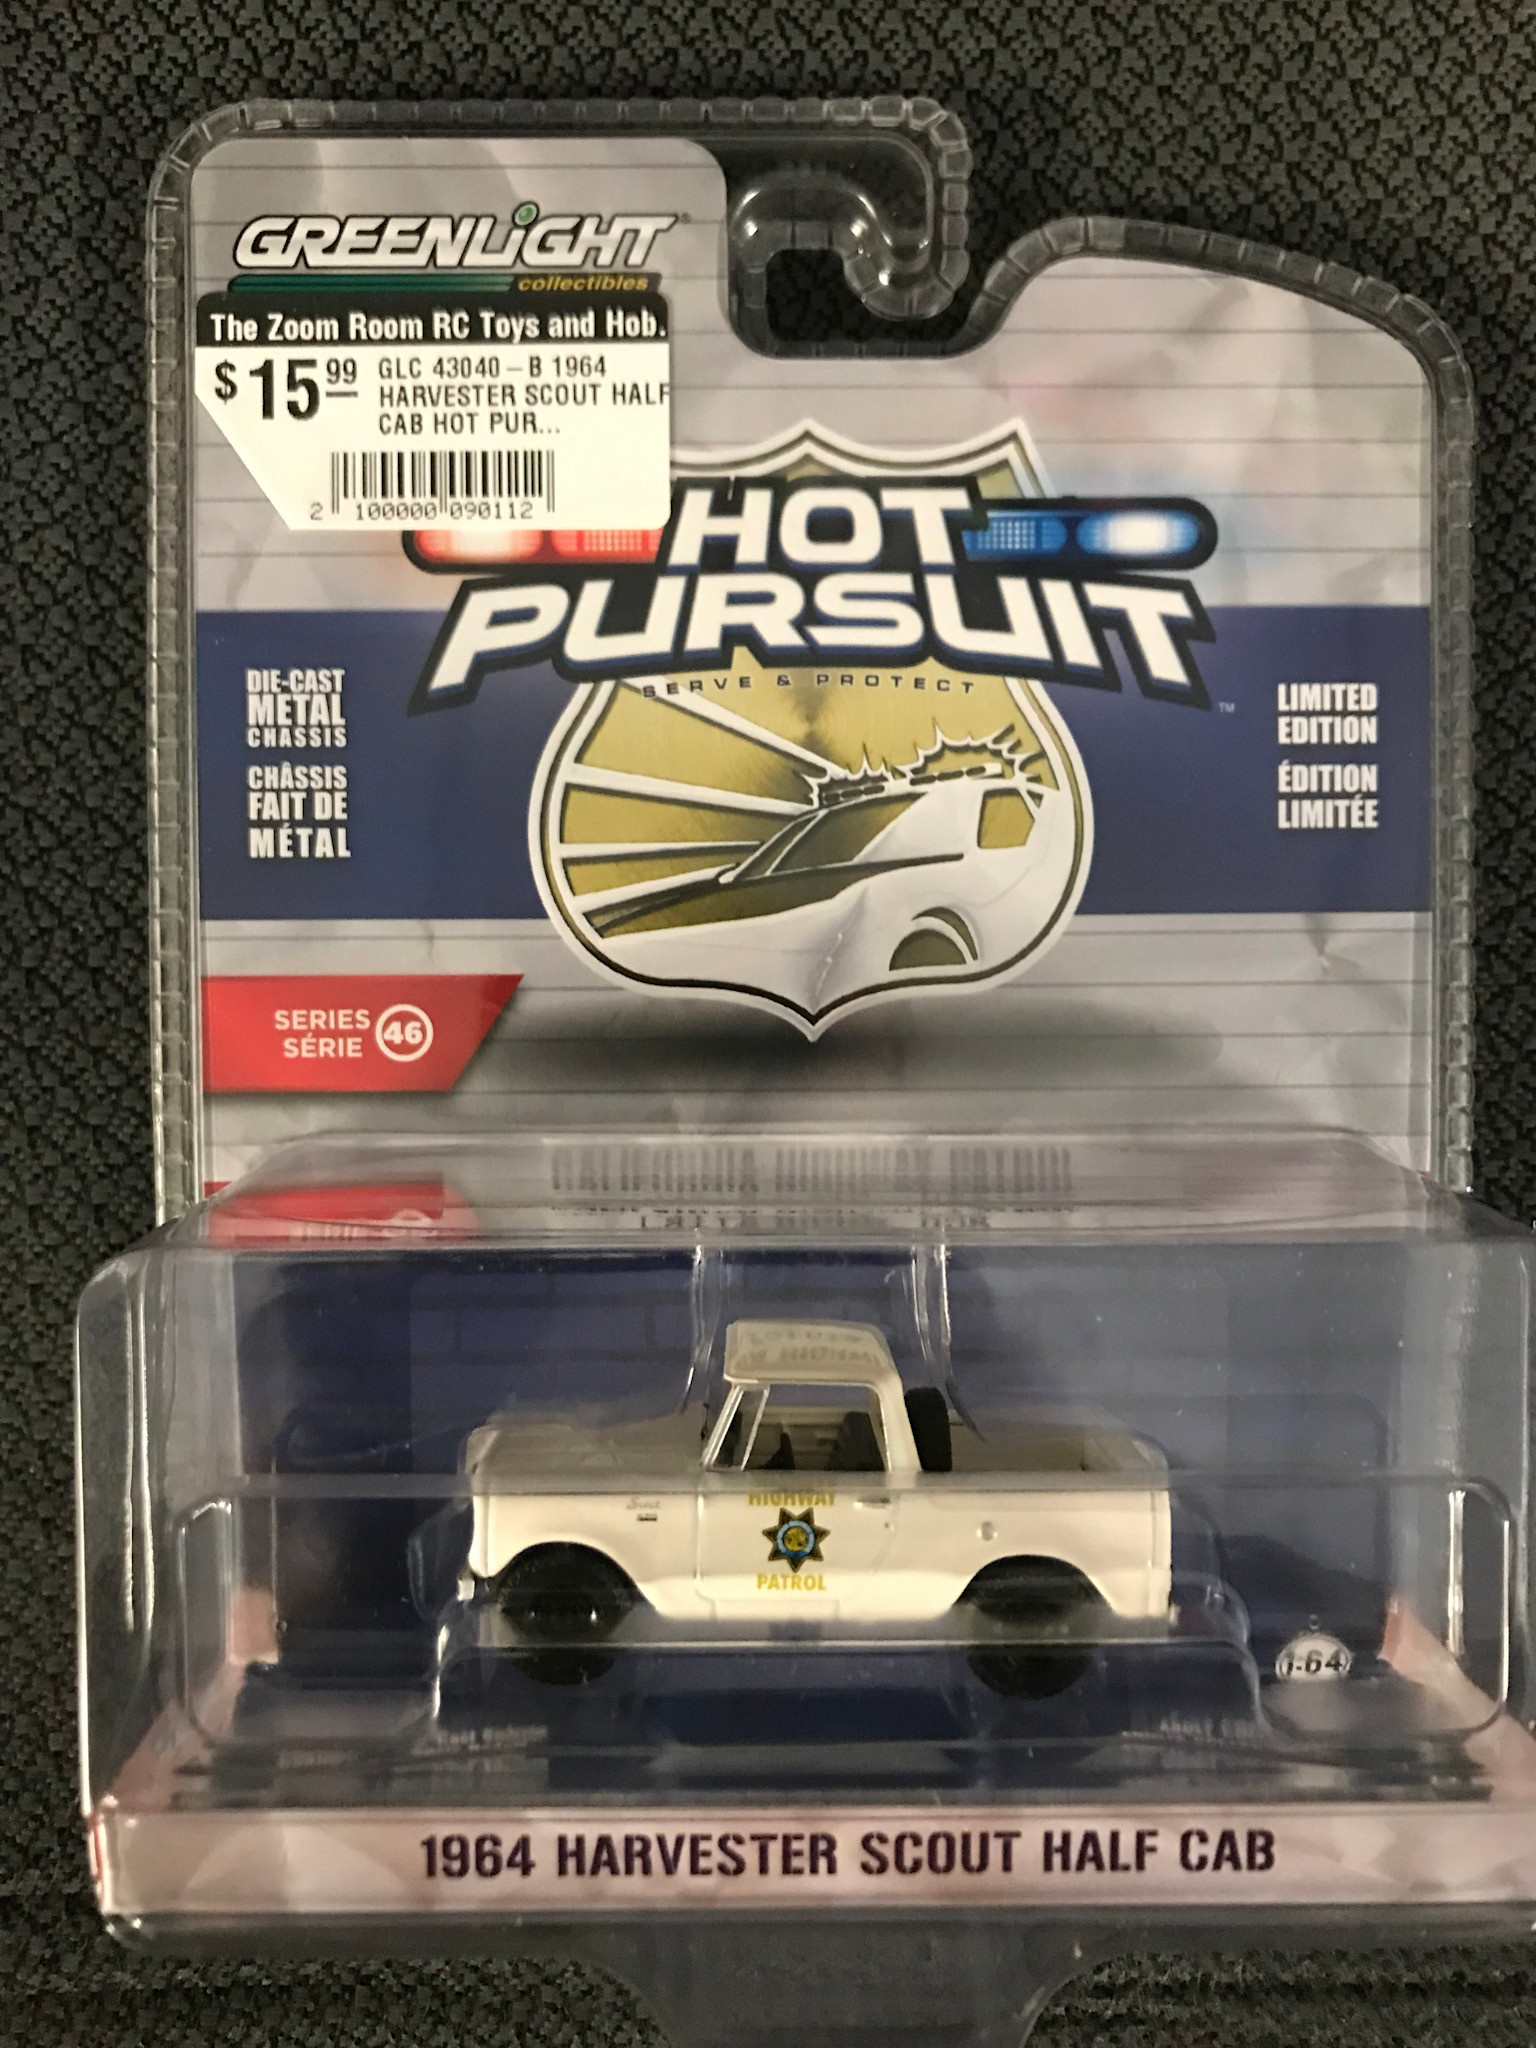 GREENLiGHT®
collectibles
The Zoom Room RC Toys and Hob.
$15.99
GLC 43040-B 1964
HARVESTER SCOUT HALF
CAB HOT PUR...
2 100000 090112
HOT
PURSUIT™
SERVE & PROTECT
DIE-CAST
METAL
CHASSIS
CHÂSSIS
FAIT DE
MÉTAL
LIMITED
EDITION
ÉDITION
LIMITÉE
SERIES
SÉRIE
46
Scout
HIGHWAY
PATROL
1:64
1964 HARVESTER SCOUT HALF CAB